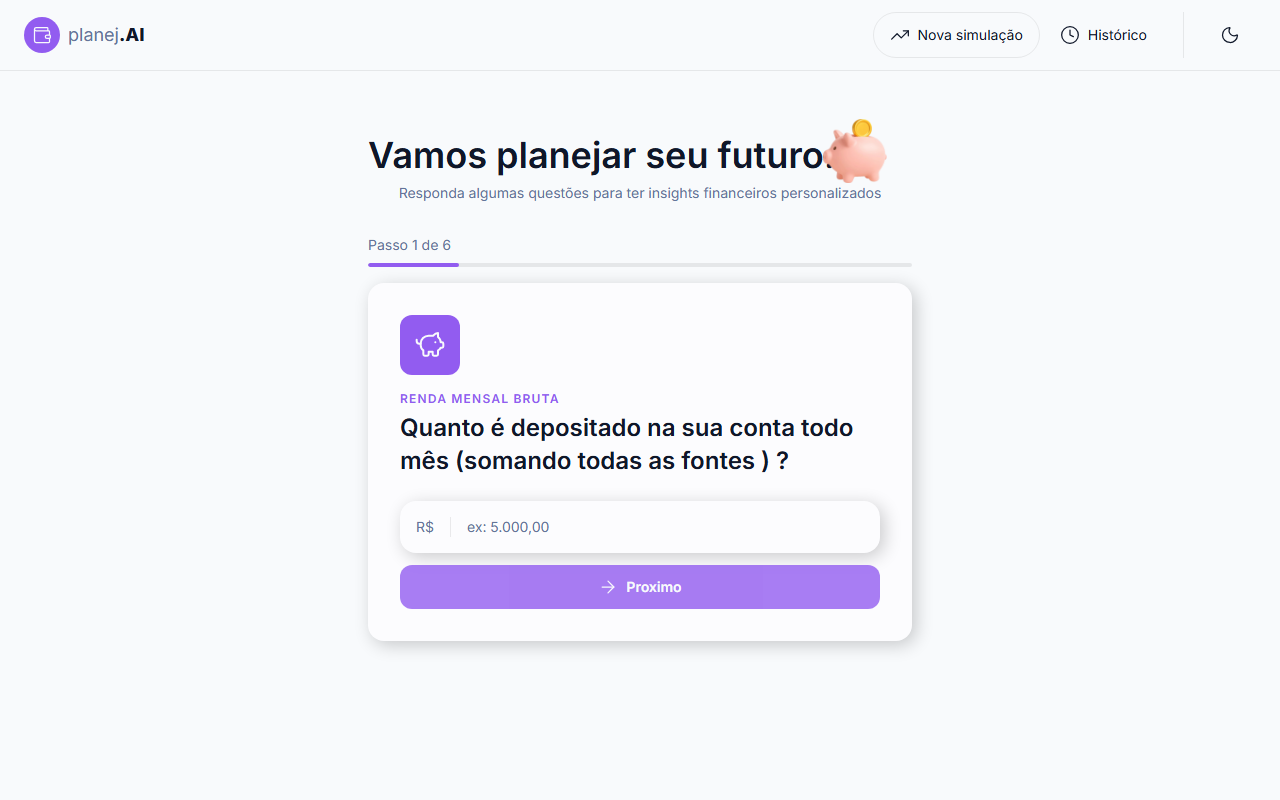 planej.AI
Nova simulação
Histórico
Vamos planejar seu futuro.
Responda algumas questões para ter insights financeiros personalizados
Passo 1 de 6
RENDA MENSAL BRUTA
Quanto é depositado na sua conta todo
mês (somando todas as fontes ) ?
R$
ex: 5.000,00
Proximo